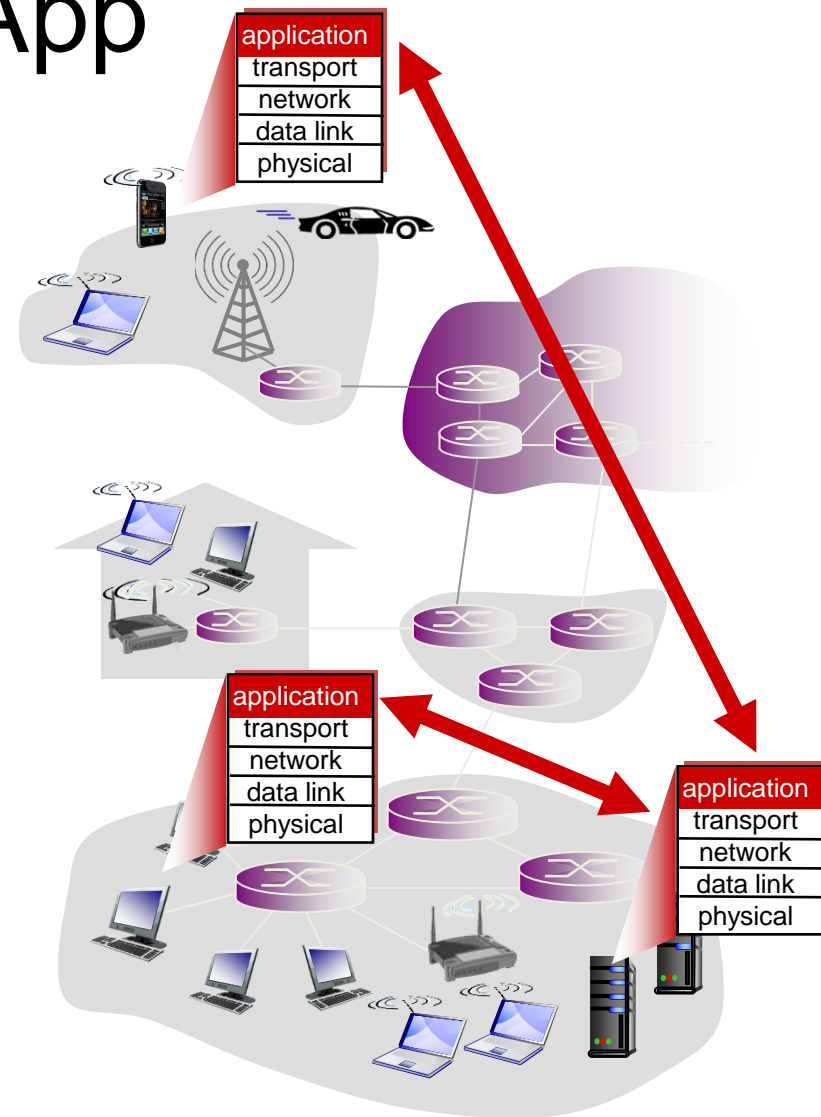 App
application
transport
network
data link
physical
application
transport
network
data link
physical
application
transport
network
data link
physical